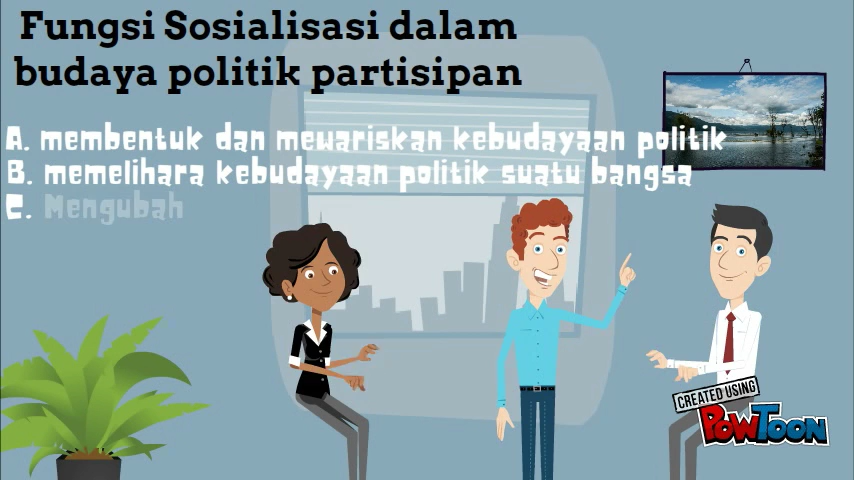 Fungsi Sosialisasi dalam
budaya politik partisipan
A. membentuk dan mewariskan kebudayaan politik
B. memelihara kebudayaan politik suatu bangsa
C. Mengubah
CREATED USING
POWTOON